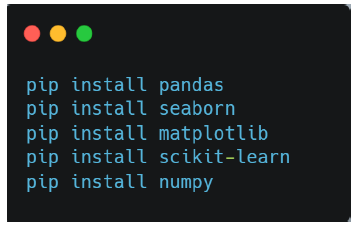 pip install pandas
pip install seaborn
pip install matplotlib
pip install scikit-learn
pip install numpy